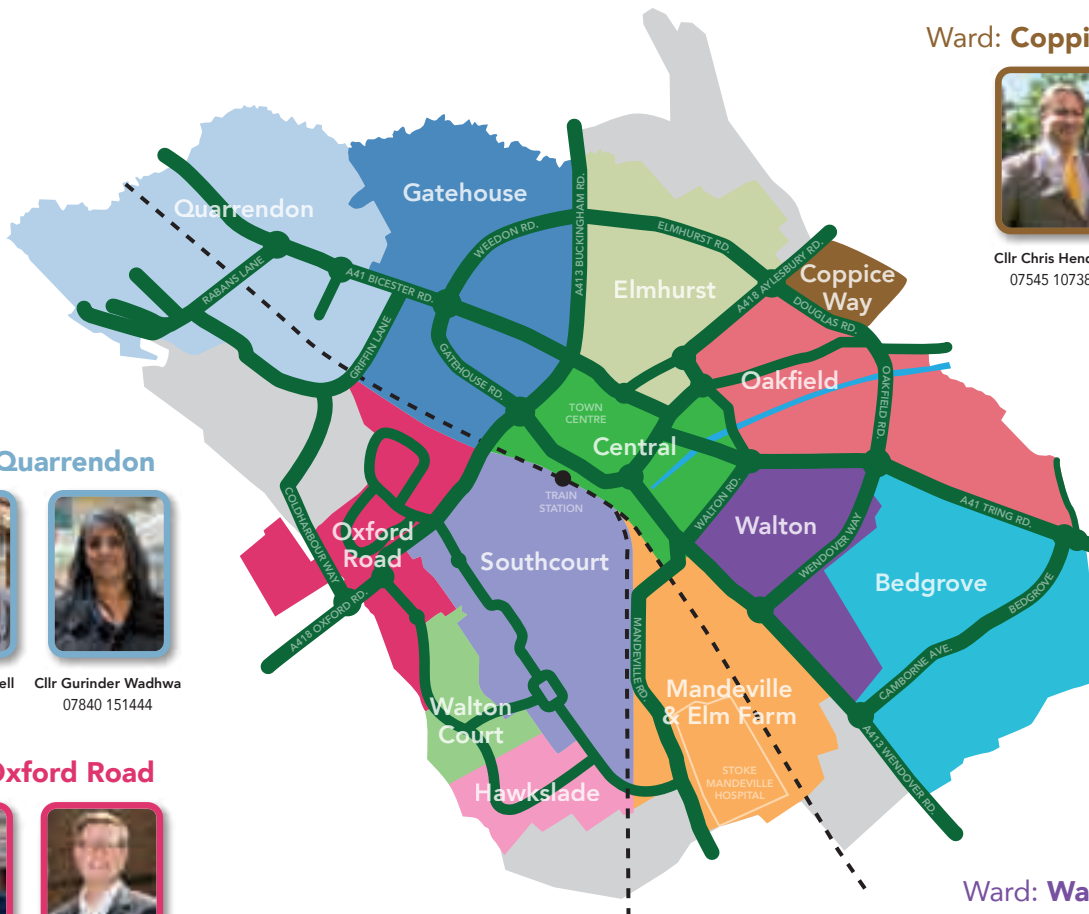 Ward: Coppi
Cllr Chris Henc
07545 10738
Quarrendon
Gatehouse
Elmhurst
Coppice
Way
Oakfield
Central
TOWN
CENTRE
TRAIN
STATION
Oxford
Road
Southcourt
Walton
Bedgrove
Walton
Court
Hawkslade
Mandeville
& Elm Farm
STOKE
MANDEVILLE
HOSPITAL
RABANS LANE
A41 BICESTER RD.
GRIFFIN LANE
WEEDON RD.
GATEHOUSE RD.
A413 BUCKINGHAM RD.
ELMHURST RD.
A418 AYLESBURY RD.
DOUGLAS RD.
OAKFIELD RD.
WALTON RD.
WENDOVER WAY
A41 TRING RD.
BEDGROVE
CAMBORNE AVE.
A413 WENDOVER RD.
MANDEVILLE RD.
COLDHARBOUR WAY
A418 OXFORD RD.
Quarrendon
ell
Cllr Gurinder Wadhwa
07840 151444
Oxford Road
Ward: Wa